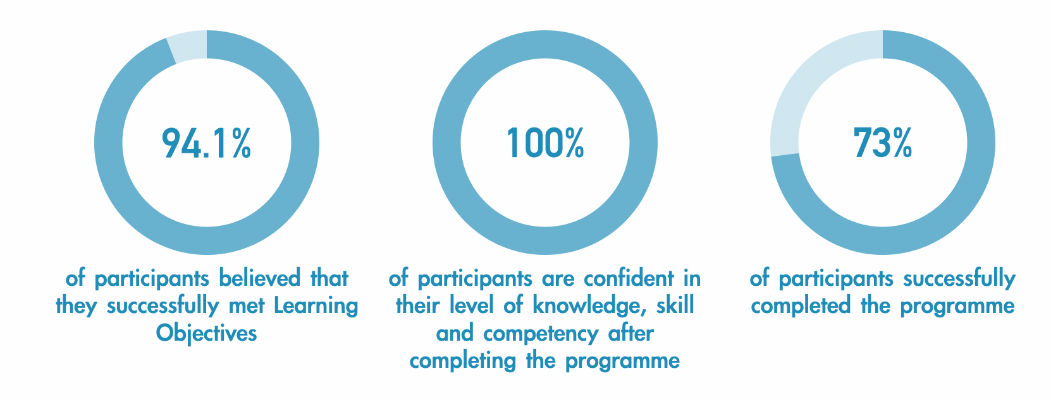 94.1%
of participants believed that
they successfully met Learning
Objectives
100%
of participants are confident in
their level of knowledge, skill
and competency after
completing the programme
73%
of participants successfully
completed the programme